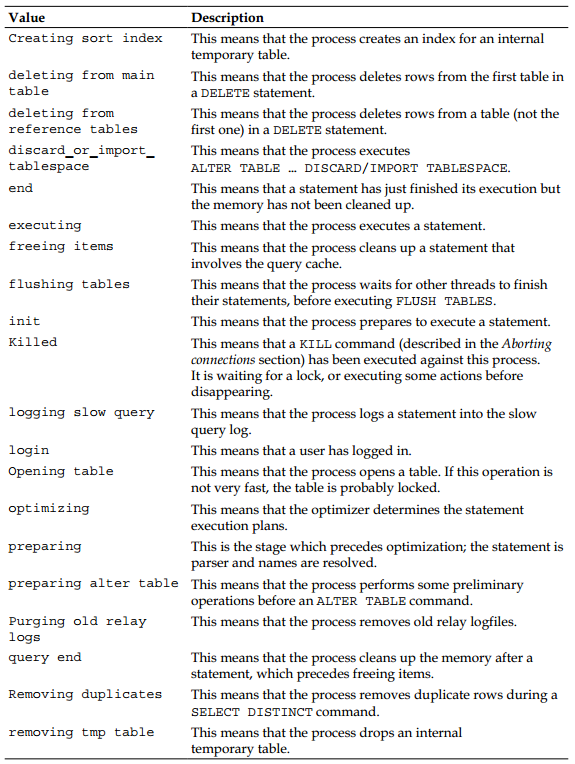 Value Description
Creating sort index This means that the process creates an index for an internal
temporary table.
deleting from main This means that the process deletes rows from the first table in
table a DELETE statement.
deleting from This means that the process deletes rows from a table (not the
reference tables first one) in a DELETE statement.
discard_or_import_ This means that the process executes
tablespace ALTER TABLE … DISCARD/IMPORT TABLESPACE.
end This means that a statement has just finished its execution but
the memory has not been cleaned up.
executing This means that the process executes a statement.
freeing items This means that the process cleans up a statement that
involves the query cache.
flushing tables This means that the process waits for other threads to finish
their statements, before executing FLUSH TABLES.
init This means that the process prepares to execute a statement.
Killed This means that a KILL command (described in the Aborting
connections section) has been executed against this process.
It is waiting for a lock, or executing some actions before
disappearing.
logging slow query This means that the process logs a statement into the slow
query log.
login This means that a user has logged in.
Opening table This means that the process opens a table. If this operation is
not very fast, the table is probably locked.
optimizing This means that the optimizer determines the statement
execution plans.
preparing This is the stage which precedes optimization; the statement is
parser and names are resolved.
preparing alter table This means that the process performs some preliminary
operations before an ALTER TABLE command.
Purging old relay This means that the process removes old relay logfiles.
logs
query end This means that the process cleans up the memory after a
statement, which precedes freeing items.
Removing duplicates This means that the process removes duplicate rows during a
SELECT DISTINCT command.
removing tmp table This means that the process drops an internal
temporary table.